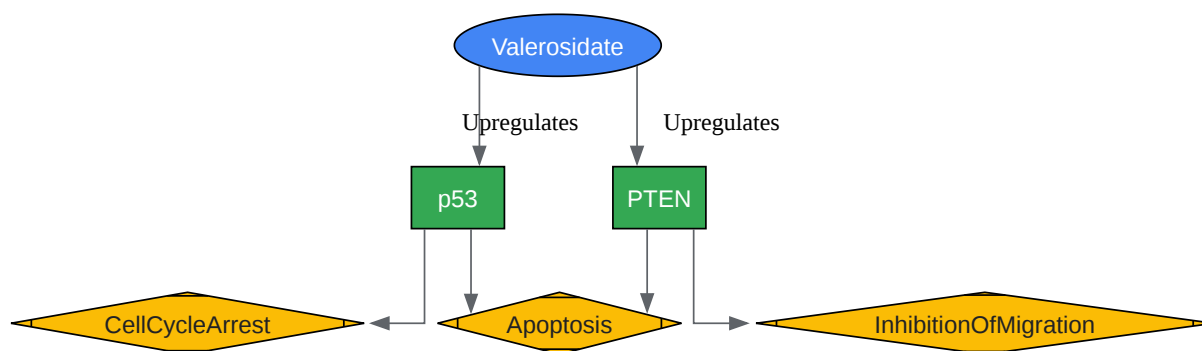 Valerosidate
Upregulates
Upregulates
p53
PTEN
CellCycleArrest
Apoptosis
InhibitionOfMigration